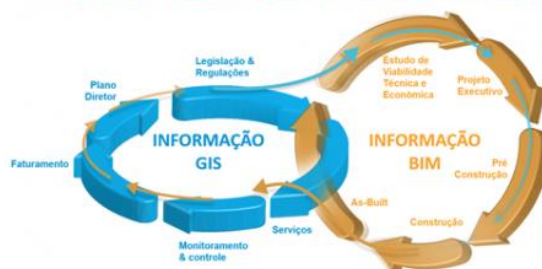 Legislação &
Regulações
Plano
Diretor
Faturamento
INFORMAÇÃO
GIS
Monitoramento
& controle
Serviços
Estudo de
Viabilidade
Técnica e
Econômica
Projeto
Executivo
INFORMAÇÃO
BIM
Pré
Construção
As-Built
Construção